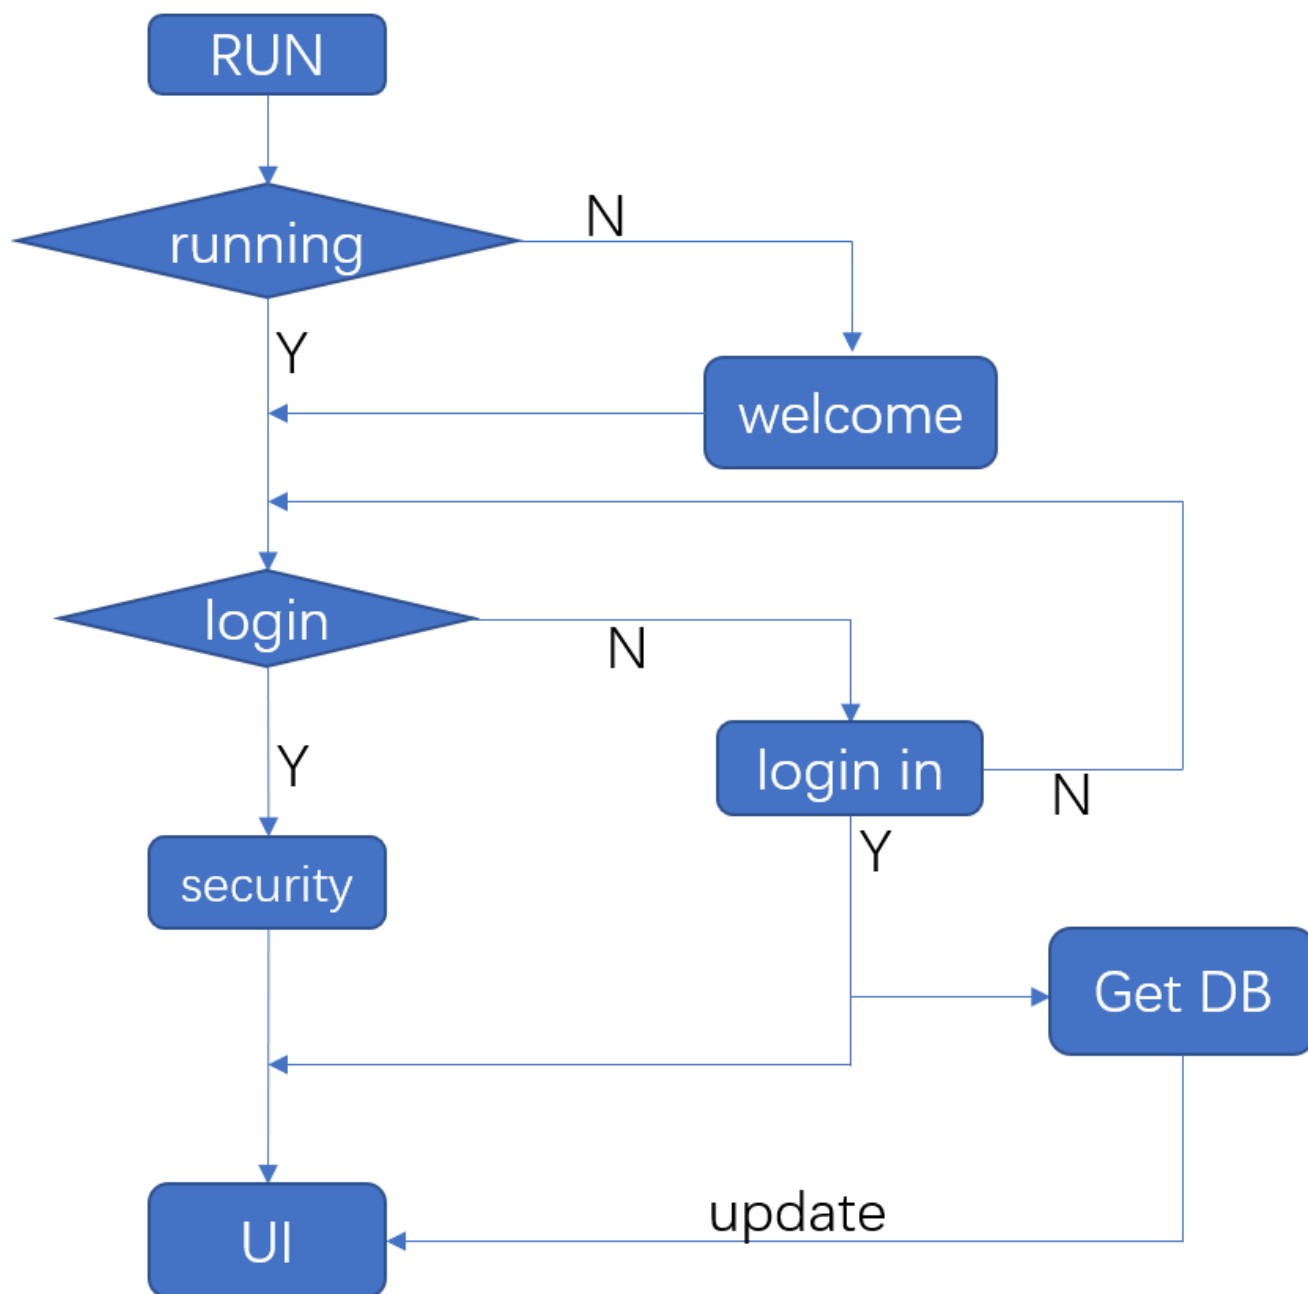 RUN
running
N
Y
welcome
login
N
Y
login in
N
Y
security
Get DB
update
UI